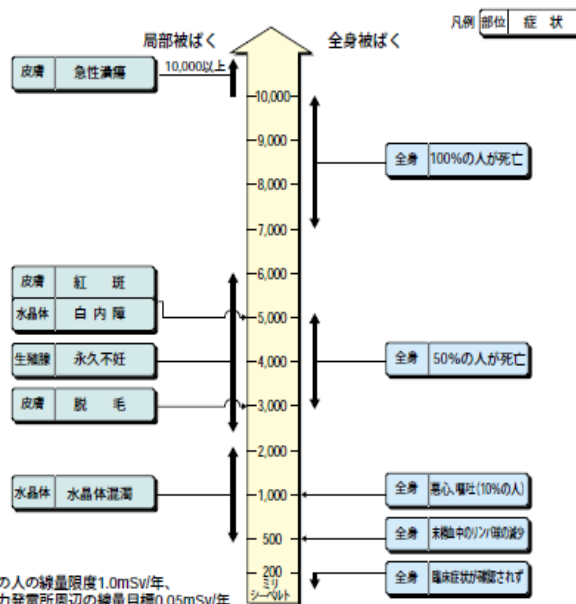 凡例 部位 症 状
局部被ばく 全身被ばく
皮膚 急性潰瘍 10,000以上
10,000
9,000
全身 100%の人が死亡
8,000
7,000
6,000
皮膚 紅 斑
水晶体 白 内 障
5,000
生殖腺 永久不妊
4,000
全身 50%の人が死亡
皮膚 脱 毛
3,000
2,000
水晶体 水晶体混濁
1,000
全身 悪心、嘔吐(10%の人)
500
全身 末梢血中のリンパ球の減少
200
全身 臨床症状が確認されず
ミリ
シーベルト
の人の線量限度1.0mSv/年、
力発電所周辺の線量目標0.05mSv/年